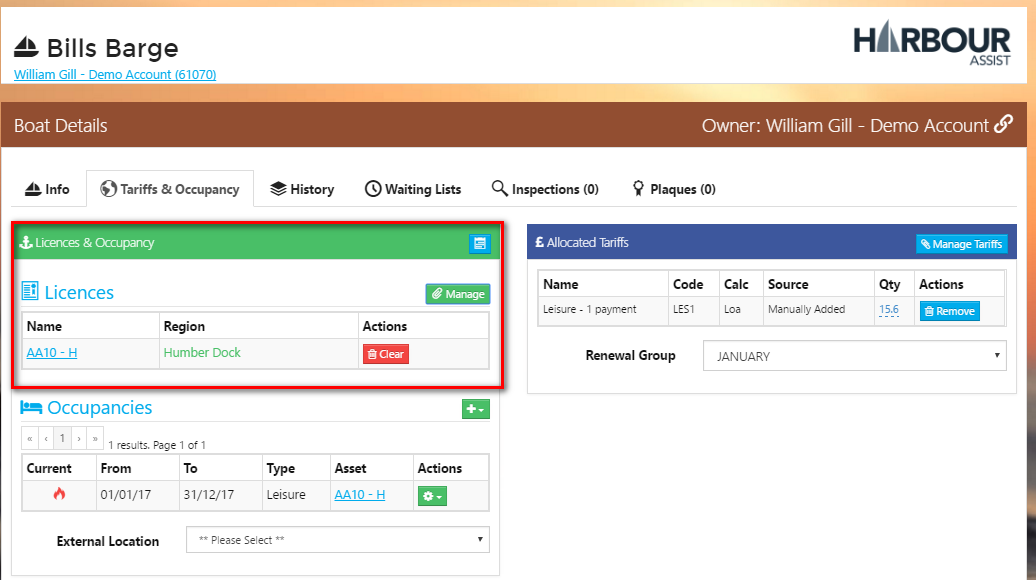 Bills Barge
William Gill - Demo Account (61070)
HARBOUR
ASSIST
Boat Details
Owner: William Gill - Demo Account
Info
Tariffs & Occupancy
History
Waiting Lists
Inspections (0)
Plaques (0)
Licences & Occupancy
Licences
Manage
Name Region Actions
AA10 - H Humber Dock Clear
Occupancies
« ‹ 1 › » 1 results. Page 1 of 1
Current From To Type Asset Actions
01/01/17 31/12/17 Leisure AA10 - H
External Location ** Please Select **
£ Allocated Tariffs
Manage Tariffs
Name Code Calc Source Qty Actions
Leisure - 1 payment LES1 Loa Manually Added 15.6 Remove
Renewal Group JANUARY